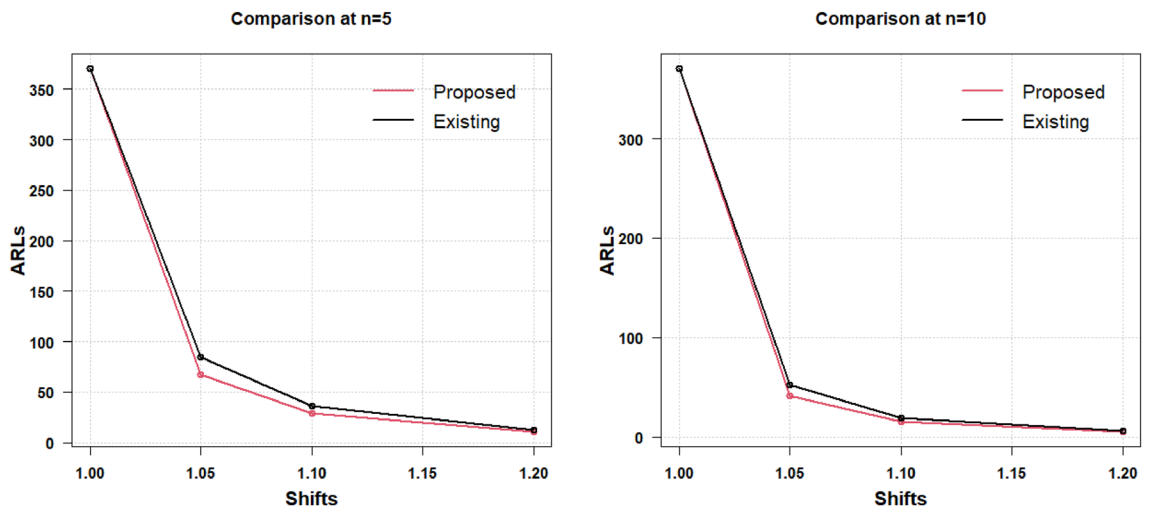 Comparison at n=5
350
300
250
200
150
100
50
0
ARLs
Proposed
Existing
1.00 1.05 1.10 1.15 1.20
Shifts
Comparison at n=10
300
200
100
0
ARLs
Proposed
Existing
1.00 1.05 1.10 1.15 1.20
Shifts